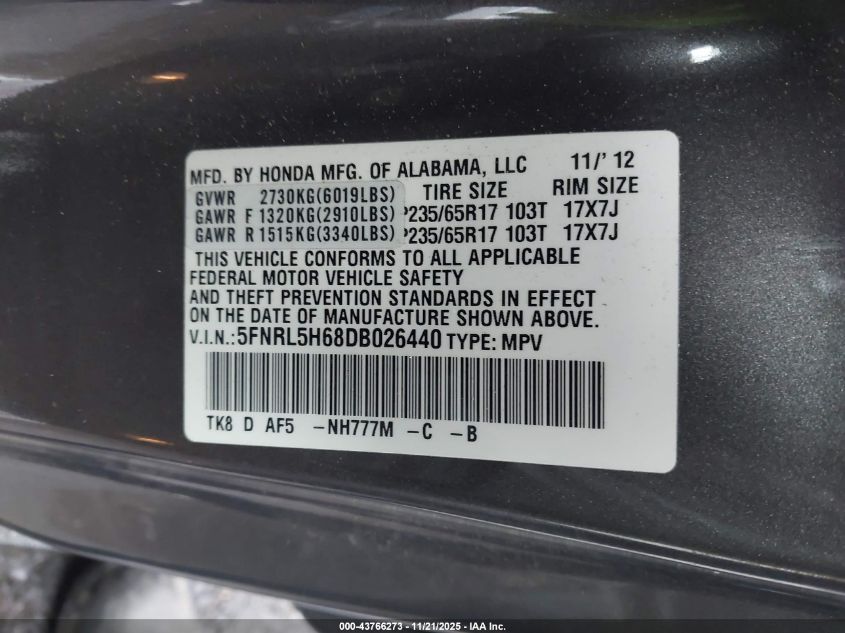 MFD. BY HONDA MFG. OF ALABAMA, LLC 11/'12
GVWR 2730KG(6019LBS) TIRE SIZE RIM SIZE
GAWR F 1320KG(2910LBS) P235/65R17 103T 17X7J
GAWR R 1515KG(3340LBS) P235/65R17 103T 17X7J
THIS VEHICLE CONFORMS TO ALL APPLICABLE
FEDERAL MOTOR VEHICLE SAFETY
AND THEFT PREVENTION STANDARDS IN EFFECT
ON THE DATE OF MANUFACTURE SHOWN ABOVE.
V.I.N.:5FNRL5H68DB026440 TYPE: MPV
TK8 D AF5 -NH777M -C -B
000-43766273 - 11/21/2025 - IAA Inc.